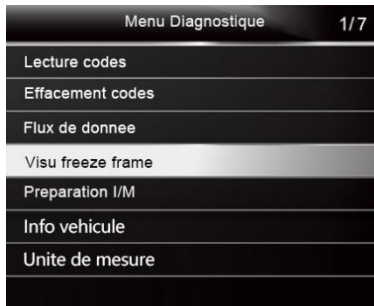 Menu Diagnostique 1/7
Lecture codes
Effacement codes
Flux de donnee
Visu freeze frame
Preparation I/M
Info vehicule
Unite de mesure